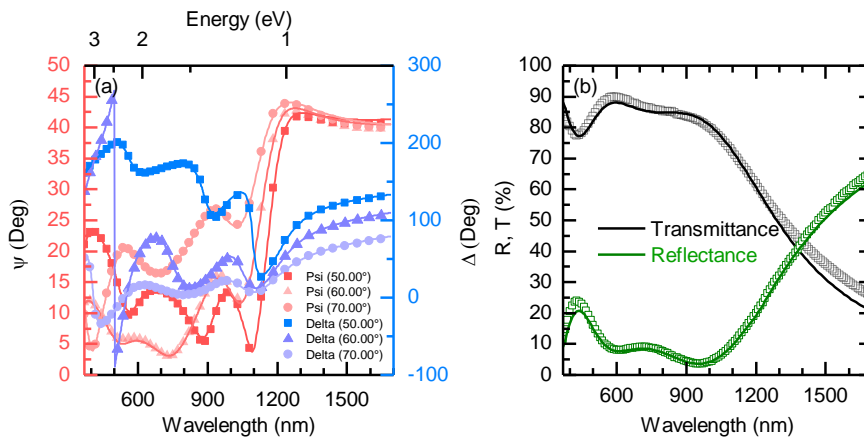 Energy (eV)
3 2 1
(a)
50
45
40
35
30
25
20
15
10
5
0
ψ (Deg)
300
200
100
0
-100
Δ (Deg)
Psi (50.00°)
Psi (60.00°)
Psi (70.00°)
Delta (50.00°)
Delta (60.00°)
Delta (70.00°)
600 900 1200 1500
Wavelength (nm)
(b)
100
90
80
70
60
50
40
30
20
10
0
R, T (%)
Transmittance
Reflectance
600 900 1200 1500
Wavelength (nm)